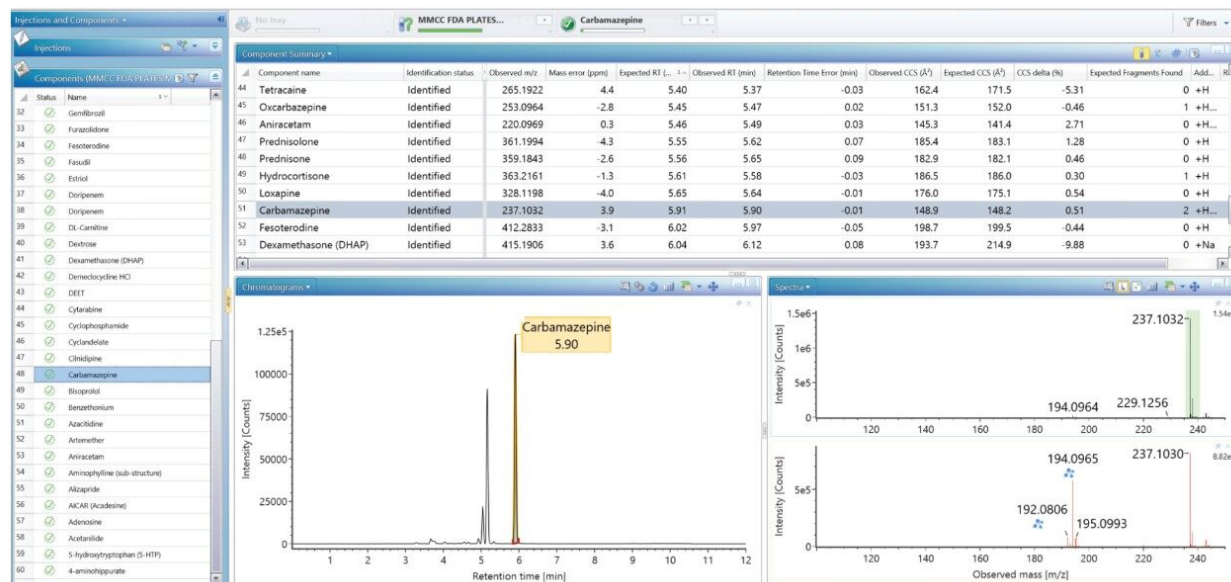 Injections and Components
No tray
MMCC FDA PLATES...
Carbamazepine
Filters
Injections
Components (MMCC FDA PLATES M
Status Name
32 Gemfibrozil
33 Furazolidone
34 Fesoterodine
35 Fasudil
36 Estriol
37 Doripenem
38 Doripenem
39 DL-Carnitine
40 Dextrose
41 Dexamethasone (DHAP)
42 Demeclocycline HCl
43 DEET
44 Cytarabine
45 Cyclophosphamide
46 Cyclandelate
47 Cilnidipine
48 Carbamazepine
49 Bisoprolol
50 Benzethonium
51 Azacitidine
52 Artemether
53 Aniracetam
54 Aminophylline (sub-structure)
55 Alizapride
56 AICAR (Acadesine)
57 Adenosine
58 Acetanilide
59 5-hydroxytryptophan (5-HTP)
60 4-aminohippurate
Component Summary
Component name Identification status Observed m/z Mass error (ppm) Expected RT (... Observed RT (min) Retention Time Error (min) Observed CCS (Å²) Expected CCS (Å²) CCS delta (%) Expected Fragments Found Add...
44 Tetracaine Identified 265.1922 4.4 5.40 5.37 -0.03 162.4 171.5 -5.31 0 +H
45 Oxcarbazepine Identified 253.0964 -2.8 5.45 5.47 0.02 151.3 152.0 -0.46 1 +H...
46 Aniracetam Identified 220.0969 0.3 5.46 5.49 0.03 145.3 141.4 2.71 0 +H...
47 Prednisolone Identified 361.1994 -4.3 5.55 5.62 0.07 185.4 183.1 1.28 0 +H
48 Prednisone Identified 359.1843 -2.6 5.56 5.65 0.09 182.9 182.1 0.46 0 +H
49 Hydrocortisone Identified 363.2161 -1.3 5.61 5.58 -0.03 186.5 186.0 0.30 1 +H
50 Loxapine Identified 328.1198 -4.0 5.65 5.64 -0.01 176.0 175.1 0.54 0 +H
51 Carbamazepine Identified 237.1032 3.9 5.91 5.90 -0.01 148.9 148.2 0.51 2 +H...
52 Fesoterodine Identified 412.2833 -3.1 6.02 5.97 -0.05 198.7 199.5 -0.44 0 +H
53 Dexamethasone (DHAP) Identified 415.1906 3.6 6.04 6.12 0.08 193.7 214.9 -9.88 0 +Na
Chromatograms
Carbamazepine
5.90
Intensity [Counts]
1.25e5
100000
75000
50000
25000
0
1 2 3 4 5 6 7 8 9 10 11 12
Retention time [min]
Spectra
Intensity [Counts]
1.5e6
1e6
5e5
0
237.1032
1.54e
194.0964
229.1256
120 140 160 180 200 220 240
Intensity [Counts]
5e5
0
194.0965
237.1030
8.82e
192.0806
195.0993
120 140 160 180 200 220 240
Observed mass [m/z]